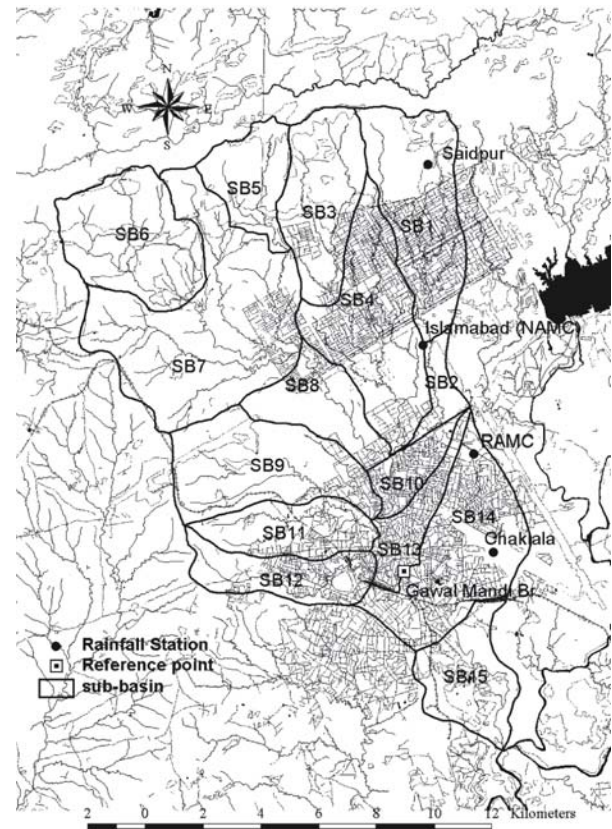 N
W E
S
Saidpur
SB5
SB3
SB1
SB6
SB4
Islamabad (NAMC)
SB7
SB8
SB2
RAMC
SB9
SB10
SB14
SB11
Chaklala
SB13
SB12
Gawal Mandi Br.
Rainfall Station
Reference point
sub-basin
SB15
2 0 2 4 6 8 10 12 Kilometers